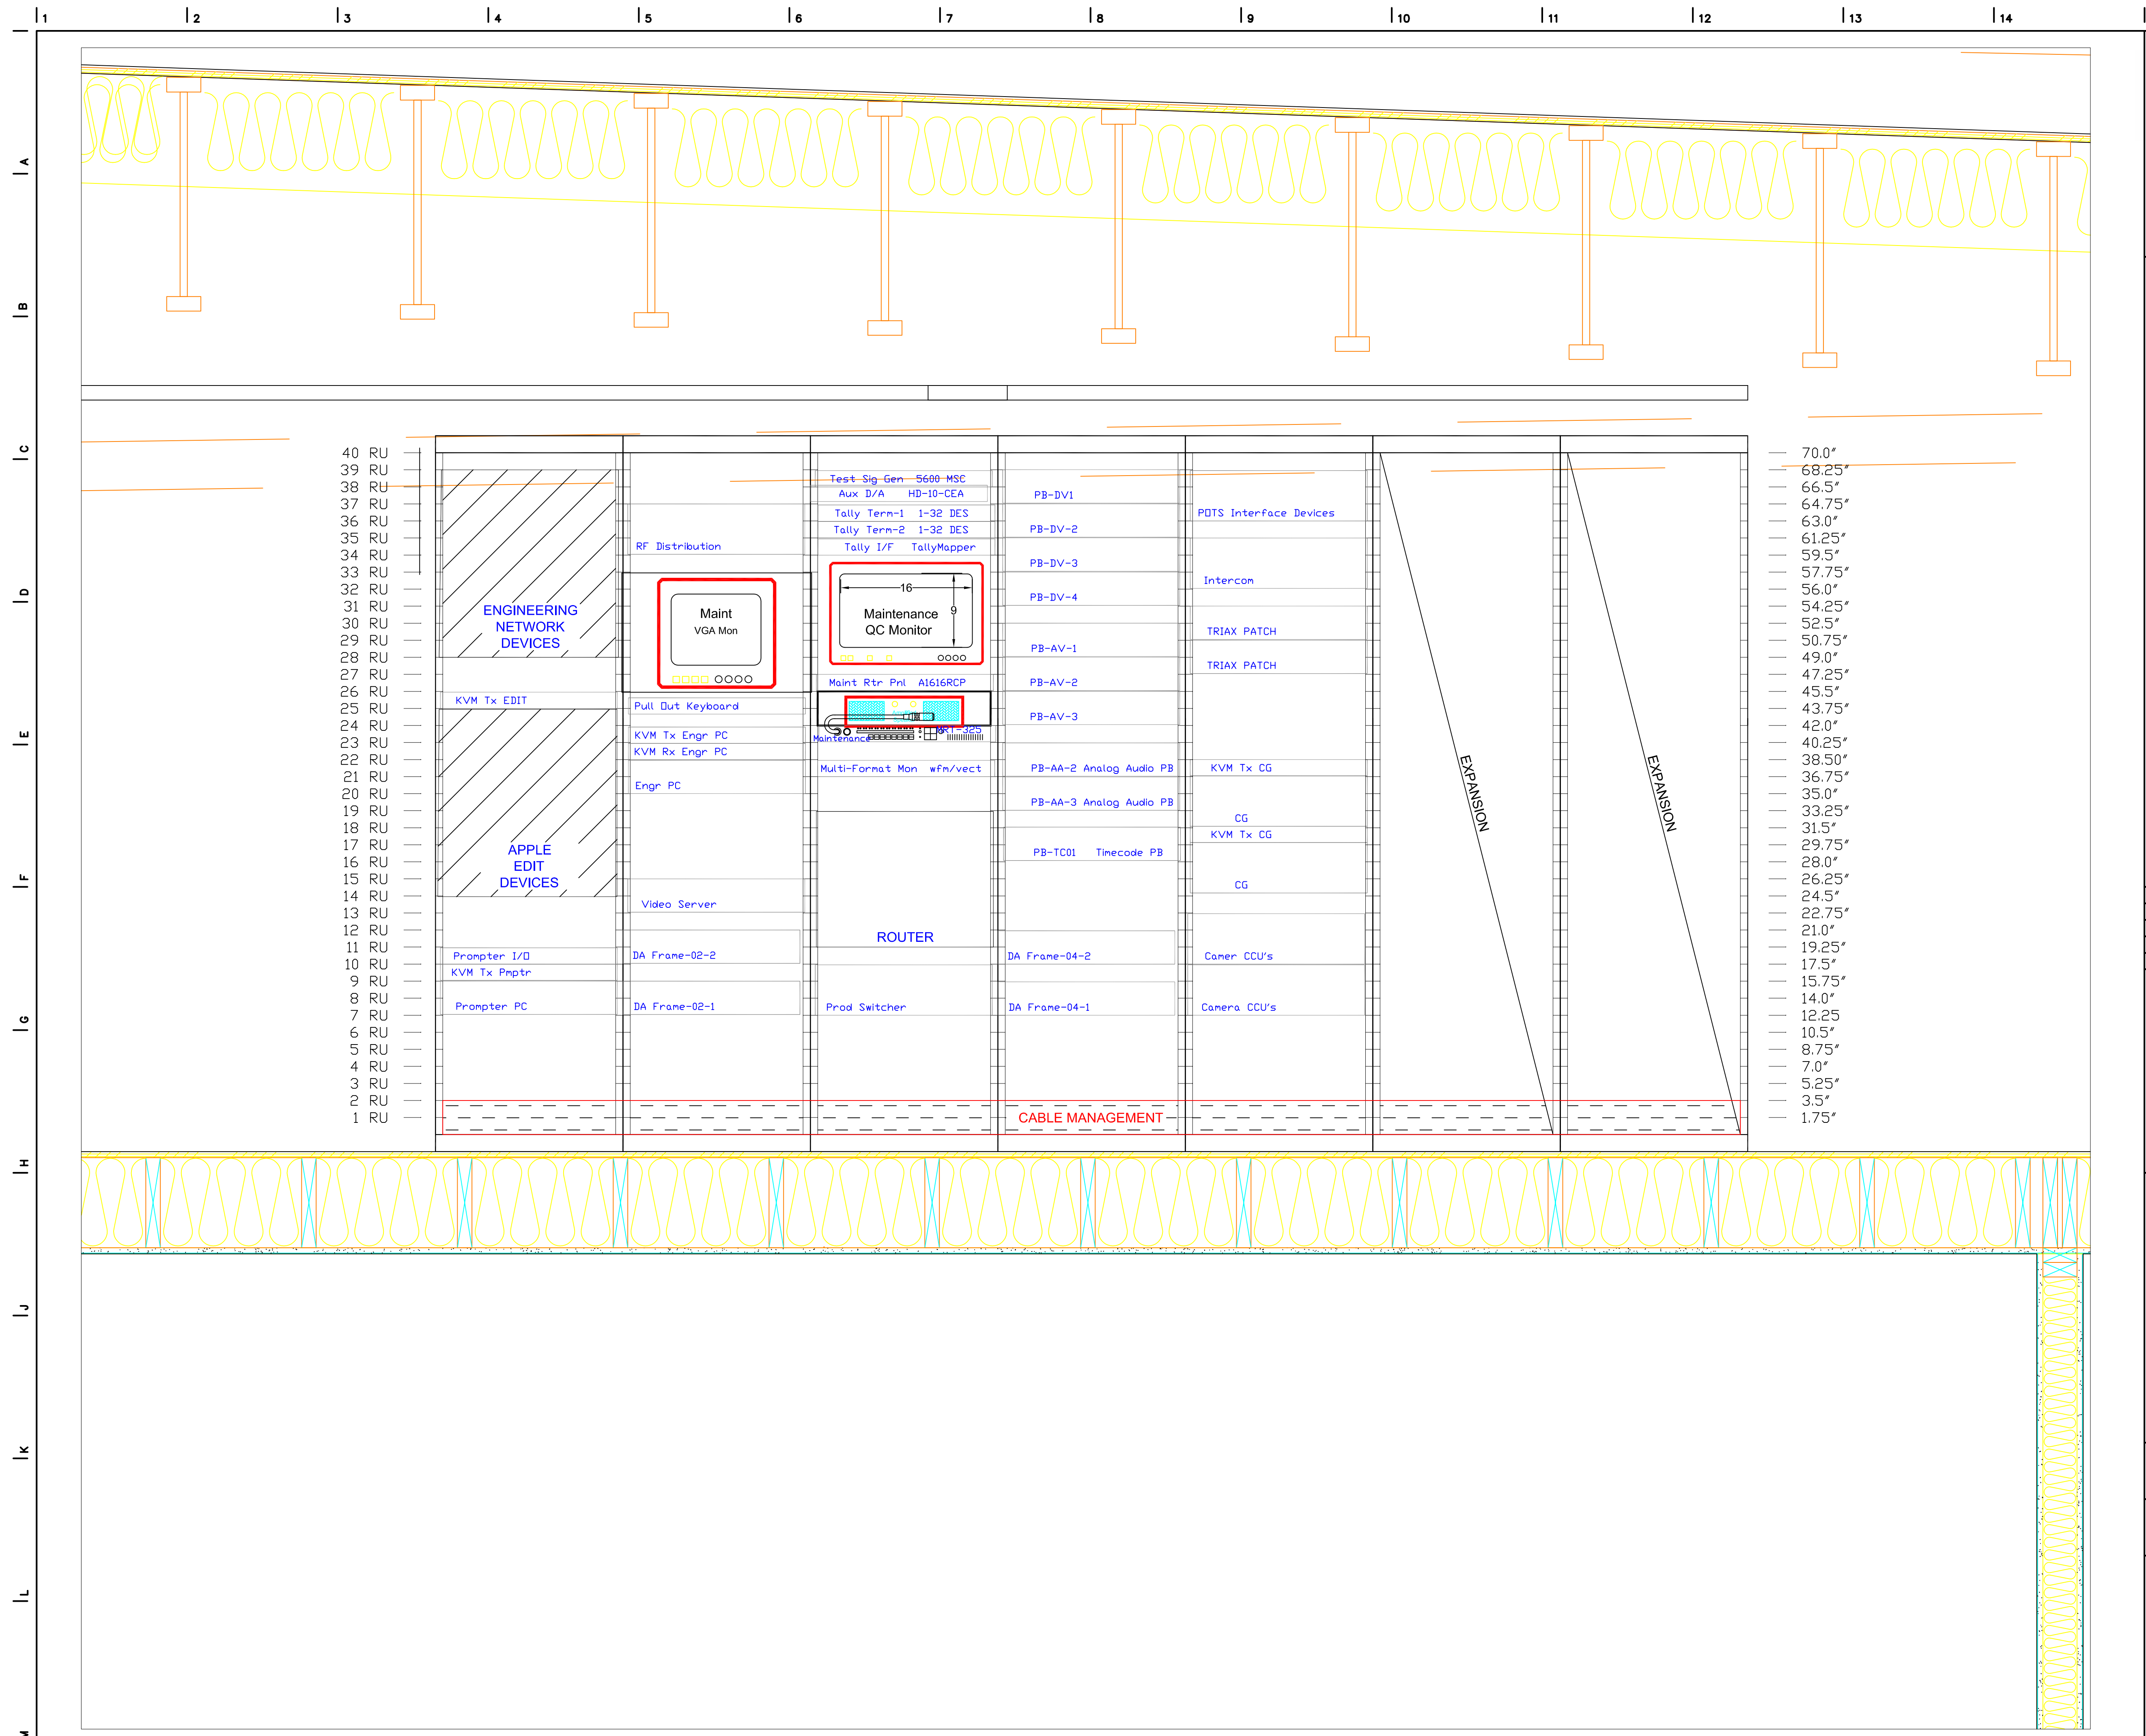 1 2 3 4 5 6 7 8 9 10 11 12 13 14
A
B
C
D
E
F
G
H
J
K
L
M
40 RU
39 RU
38 RU
37 RU
36 RU
35 RU
34 RU
33 RU
32 RU
31 RU
30 RU
29 RU
28 RU
27 RU
26 RU
25 RU
24 RU
23 RU
22 RU
21 RU
20 RU
19 RU
18 RU
17 RU
16 RU
15 RU
14 RU
13 RU
12 RU
11 RU
10 RU
9 RU
8 RU
7 RU
6 RU
5 RU
4 RU
3 RU
2 RU
1 RU
ENGINEERING
NETWORK
DEVICES
KVM Tx EDIT
APPLE
EDIT
DEVICES
Prompter I/O
KVM Tx Pmptr
Prompter PC
RF Distribution
Maint
VGA Mon
Pull Out Keyboard
KVM Tx Engr PC
KVM Rx Engr PC
Engr PC
Video Server
DA Frame-02-2
DA Frame-02-1
Test Sig Gen 5600 MSC
Aux D/A HD-10-CEA
Tally Term-1 1-32 DES
Tally Term-2 1-32 DES
Tally I/F TallyMapper
16
9
Maintenance
QC Monitor
Maint Rtr Pnl A1616RCP
MRT-325
Maintenance
Multi-Format Mon wfm/vect
ROUTER
Prod Switcher
PB-DV1
PB-DV-2
PB-DV-3
PB-DV-4
PB-AV-1
PB-AV-2
PB-AV-3
PB-AA-2 Analog Audio PB
PB-AA-3 Analog Audio PB
PB-TC01 Timecode PB
DA Frame-04-2
DA Frame-04-1
POTS Interface Devices
Intercom
TRIAX PATCH
TRIAX PATCH
KVM Tx CG
CG
KVM Tx CG
CG
Camer CCU's
Camera CCU's
EXPANSION
EXPANSION
CABLE MANAGEMENT
70.0"
68.25"
66.5"
64.75"
63.0"
61.25"
59.5"
57.75"
56.0"
54.25"
52.5"
50.75"
49.0"
47.25"
45.5"
43.75"
42.0"
40.25"
38.50"
36.75"
35.0"
33.25"
31.5"
29.75"
28.0"
26.25"
24.5"
22.75"
21.0"
19.25"
17.5"
15.75"
14.0"
12.25
10.5"
8.75"
7.0"
5.25"
3.5"
1.75"